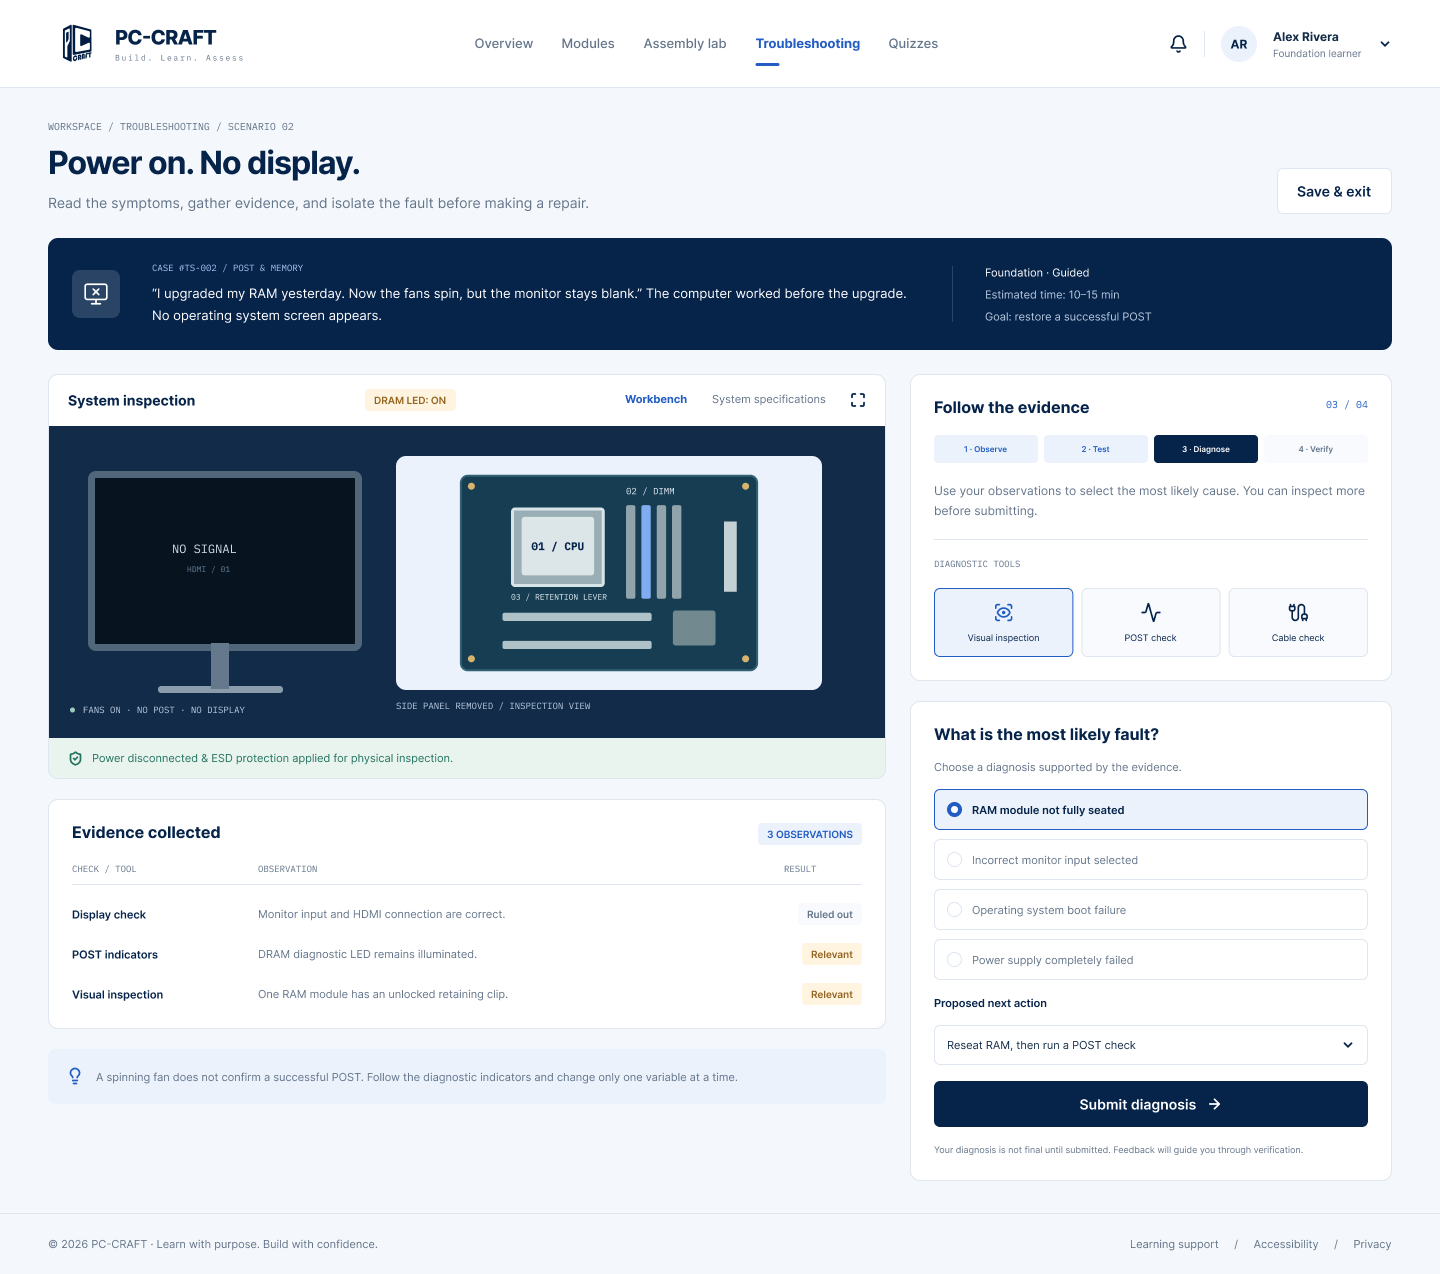 CRAFT
PC-CRAFT
Build. Learn. Assess
Overview
Modules
Assembly lab
Troubleshooting
Quizzes
AR
Alex Rivera
Foundation learner
WORKSPACE / TROUBLESHOOTING / SCENARIO 02
Power on. No display.
Read the symptoms, gather evidence, and isolate the fault before making a repair.
Save & exit
CASE #TS-002 / POST & MEMORY
“I upgraded my RAM yesterday. Now the fans spin, but the monitor stays blank.” The computer worked before the upgrade.
No operating system screen appears.
Foundation · Guided
Estimated time: 10–15 min
Goal: restore a successful POST
System inspection
DRAM LED: ON
Workbench
System specifications
NO SIGNAL
HDMI / 01
02 / DIMM
01 / CPU
03 / RETENTION LEVER
FANS ON · NO POST · NO DISPLAY
SIDE PANEL REMOVED / INSPECTION VIEW
Power disconnected & ESD protection applied for physical inspection.
Evidence collected
3 OBSERVATIONS
CHECK / TOOL
OBSERVATION
RESULT
Display check
Monitor input and HDMI connection are correct.
Ruled out
POST indicators
DRAM diagnostic LED remains illuminated.
Relevant
Visual inspection
One RAM module has an unlocked retaining clip.
Relevant
A spinning fan does not confirm a successful POST. Follow the diagnostic indicators and change only one variable at a time.
Follow the evidence
03 / 04
1 · Observe
2 · Test
3 · Diagnose
4 · Verify
Use your observations to select the most likely cause. You can inspect more
before submitting.
DIAGNOSTIC TOOLS
Visual inspection
POST check
Cable check
What is the most likely fault?
Choose a diagnosis supported by the evidence.
RAM module not fully seated
Incorrect monitor input selected
Operating system boot failure
Power supply completely failed
Proposed next action
Reseat RAM, then run a POST check
Submit diagnosis
Your diagnosis is not final until submitted. Feedback will guide you through verification.
© 2026 PC-CRAFT · Learn with purpose. Build with confidence.
Learning support / Accessibility / Privacy